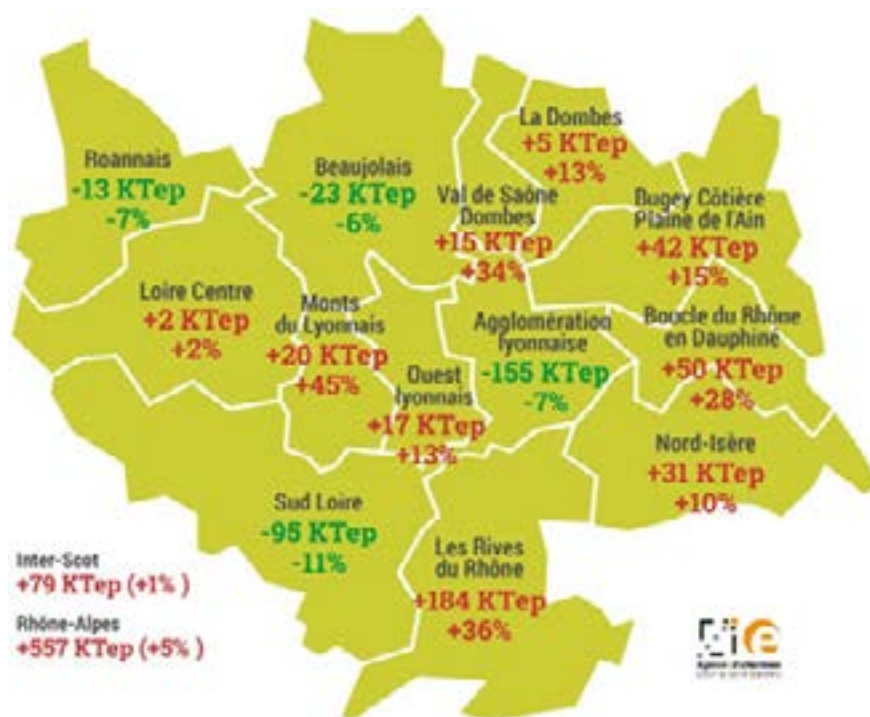 Roannais
-13 KTep
-7%
Beaujolais
-23 KTep
-6%
La Dombes
+5 KTep
+13%
Val de Saône
Dombes
+15 KTep
+34%
Bugey Côtière
Plaine de l'Ain
+42 KTep
+15%
Loire Centre
+2 KTep
+2%
Monts
du Lyonnais
+20 KTep
+45%
Ouest
lyonnais
+17 KTep
+13%
Agglomération
lyonnaise
-155 KTep
-7%
Boucle du Rhône
en Dauphiné
+50 KTep
+28%
Nord-Isère
+31 KTep
+10%
Sud Loire
-95 KTep
-11%
Les Rives
du Rhône
+184 KTep
+36%
Inter-Scot
+79 KTep (+1% )
Rhône-Alpes
+557 KTep (+5% )